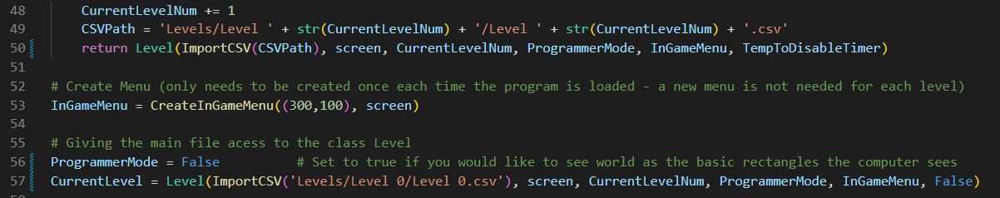 48 CurrentLevelNum += 1
49 CSVPath = 'Levels/Level ' + str(CurrentLevelNum) + '/Level ' + str(CurrentLevelNum) + '.csv'
50 return Level(ImportCSV(CSVPath), screen, CurrentLevelNum, ProgrammerMode, InGameMenu, TempToDisableTimer)
51
52 # Create Menu (only needs to be created once each time the program is loaded - a new menu is not needed for each level)
53 InGameMenu = CreateInGameMenu((300,100), screen)
54
55 # Giving the main file acess to the class Level
56 ProgrammerMode = False # Set to true if you would like to see world as the basic rectangles the computer sees
57 CurrentLevel = Level(ImportCSV('Levels/Level 0/Level 0.csv'), screen, CurrentLevelNum, ProgrammerMode, InGameMenu, False)